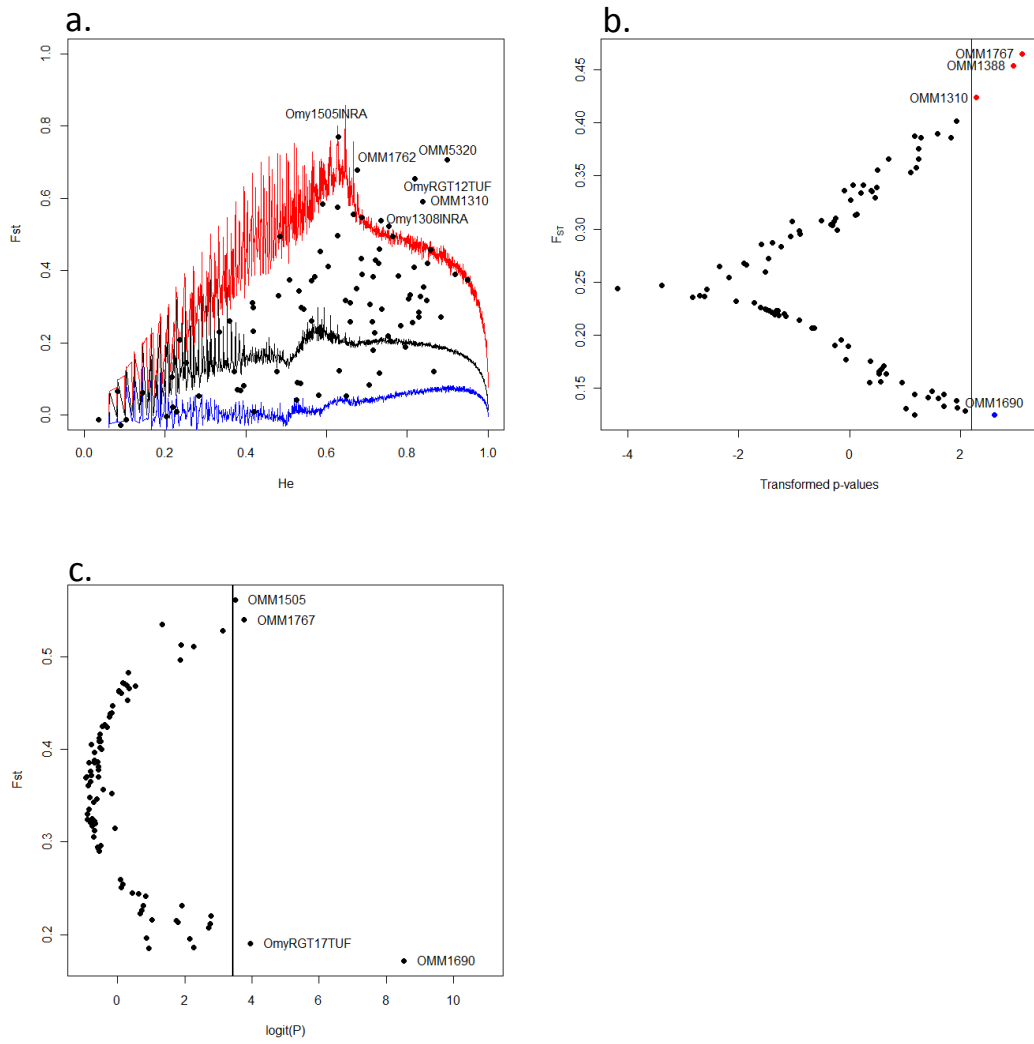 a.
1.0
0.8
0.6
0.4
0.2
0.0
Fst
Omy1505INRA
OMM1762
OMM5320
OmyRGT12TUF
OMM1310
Omy1308INRA
0.0 0.2 0.4 0.6 0.8 1.0
He
b.
0.45
0.40
0.35
0.30
0.25
0.20
0.15
FST
OMM1767
OMM1388
OMM1310
OMM1690
-4 -2 0 2
Transformed p-values
c.
0.5
0.4
0.3
0.2
Fst
OMM1505
OMM1767
OmyRGT17TUF
OMM1690
0 2 4 6 8 10
logit(P)